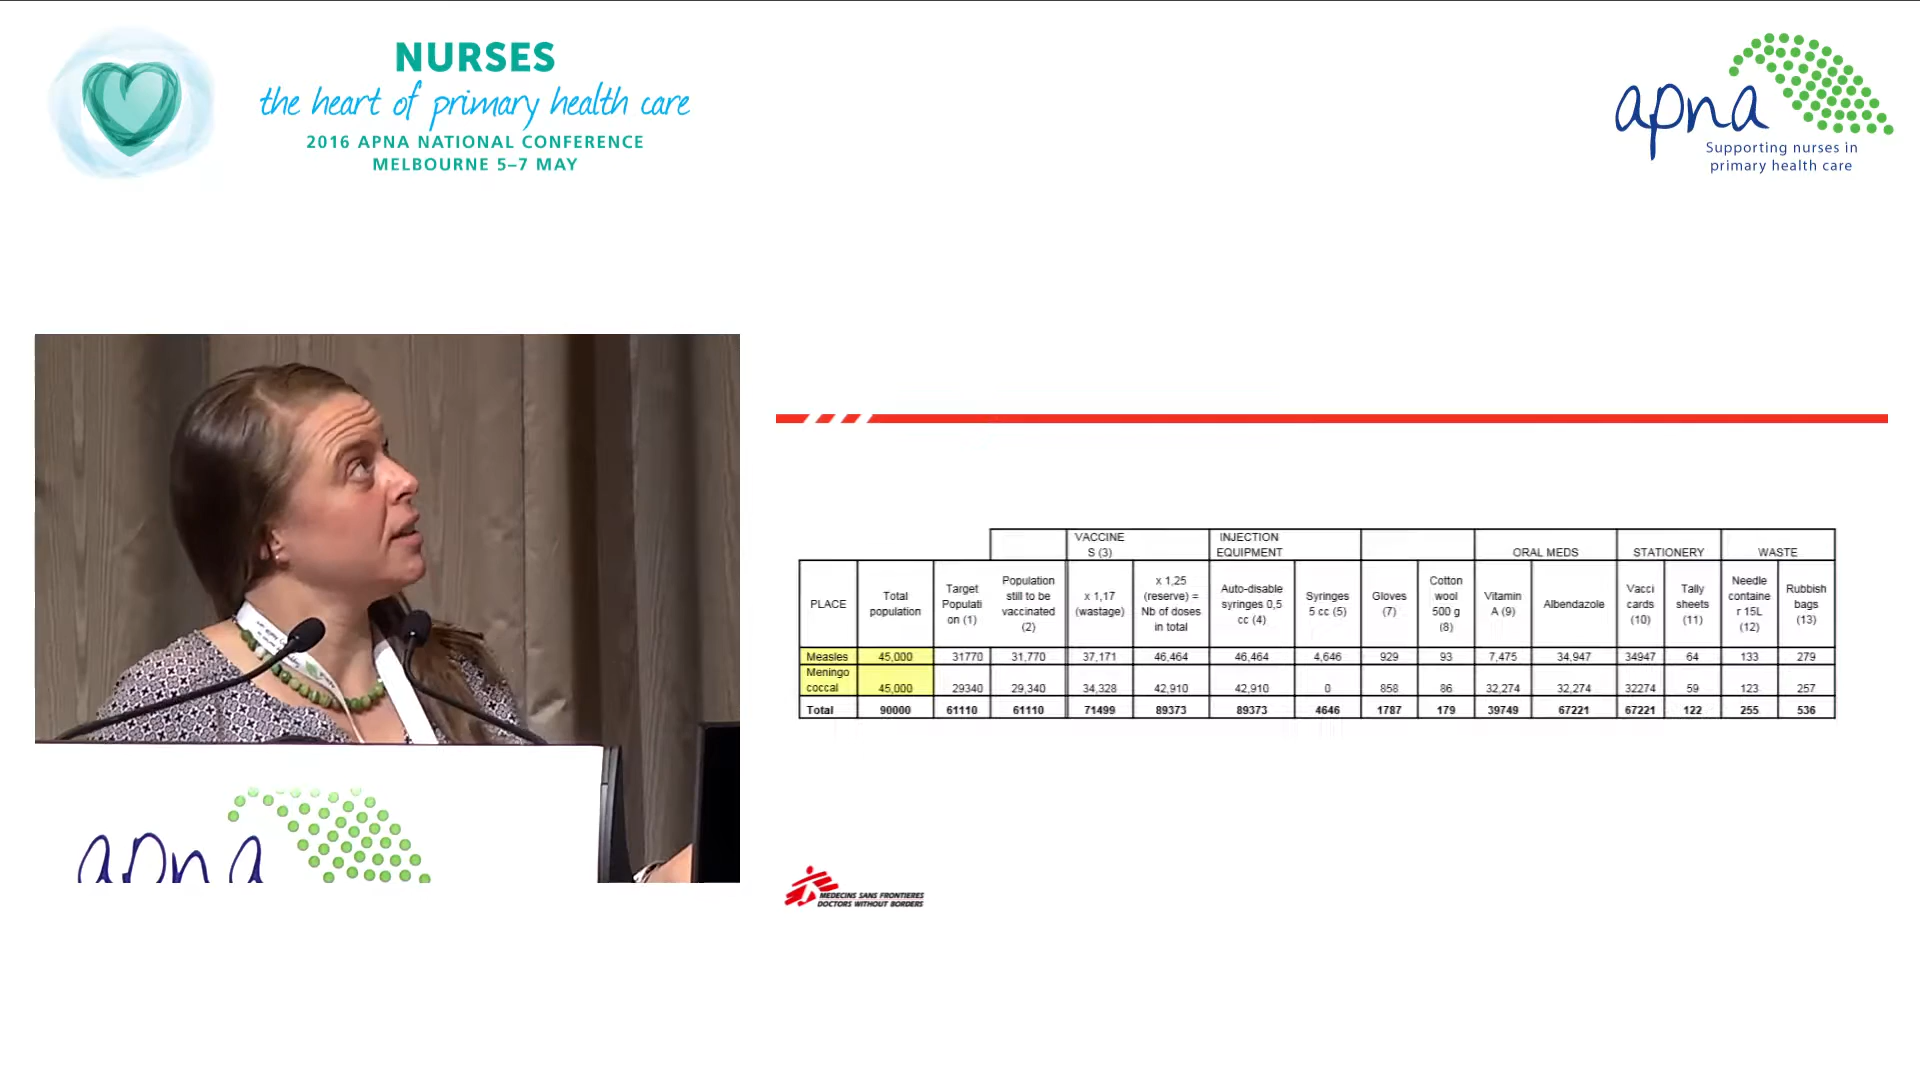 NURSES
the heart of primary health care
2016 APNA NATIONAL CONFERENCE
MELBOURNE 5–7 MAY
apna
Supporting nurses in
primary health care
VACCINE
S (3)
INJECTION
EQUIPMENT
ORAL MEDS
STATIONERY
WASTE
PLACE
Total
population
Target
Populati
on (1)
Population
still to be
vaccinated
(2)
x 1,17
(wastage)
x 1,25
(reserve) =
Nb of doses
in total
Auto-disable
syringes 0,5
cc (4)
Syringes
5 cc (5)
Gloves
(7)
Cotton
wool
500 g
(8)
Vitamin
A (9)
Albendazole
Vacci
cards
(10)
Tally
sheets
(11)
Needle
containe
r 15L
(12)
Rubbish
bags
(13)
Measles 45,000 31770 31,770 37,171 46,464 46,464 4,646 929 93 7,475 34,947 34947 64 133 279
Meningo
coccal 45,000 29340 29,340 34,328 42,910 42,910 0 858 86 32,274 32,274 32274 59 123 257
Total 90000 61110 61110 71499 89373 89373 4646 1787 179 39749 67221 67221 122 255 536
apna
MEDECINS SANS FRONTIERES
DOCTORS WITHOUT BORDERS